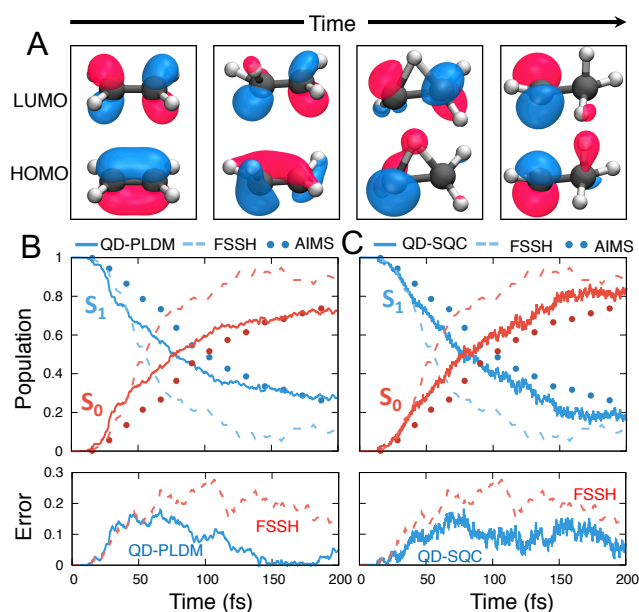 Time
A
LUMO
HOMO
B QD-PLDM FSSH AIMS
C QD-SQC FSSH AIMS
Population
1
0.8
0.6
0.4
0.2
0
S1
S0
S1
S0
Error
0.3
0.2
0.1
0
FSSH
QD-PLDM
FSSH
QD-SQC
0 50 100 150 200
0 50 100 150 200
Time (fs)
Time (fs)